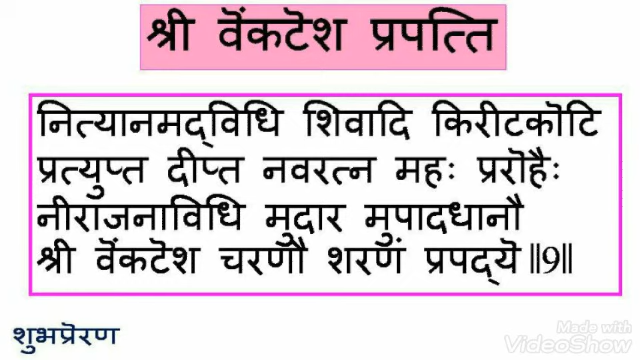 श्री वॆंकटॆश प्रपत्ति
नित्यानमद्विधि शिवादि किरीटकॊटि
प्रत्युप्त दीप्त नवरत्न महः प्ररॊहैः
नीराजनाविधि मुदार मुपादधानौ
श्री वॆंकटॆश चरणौ शरणं प्रपद्यॆ ॥9॥
शुभप्रॆरण
Made with
VideoShow